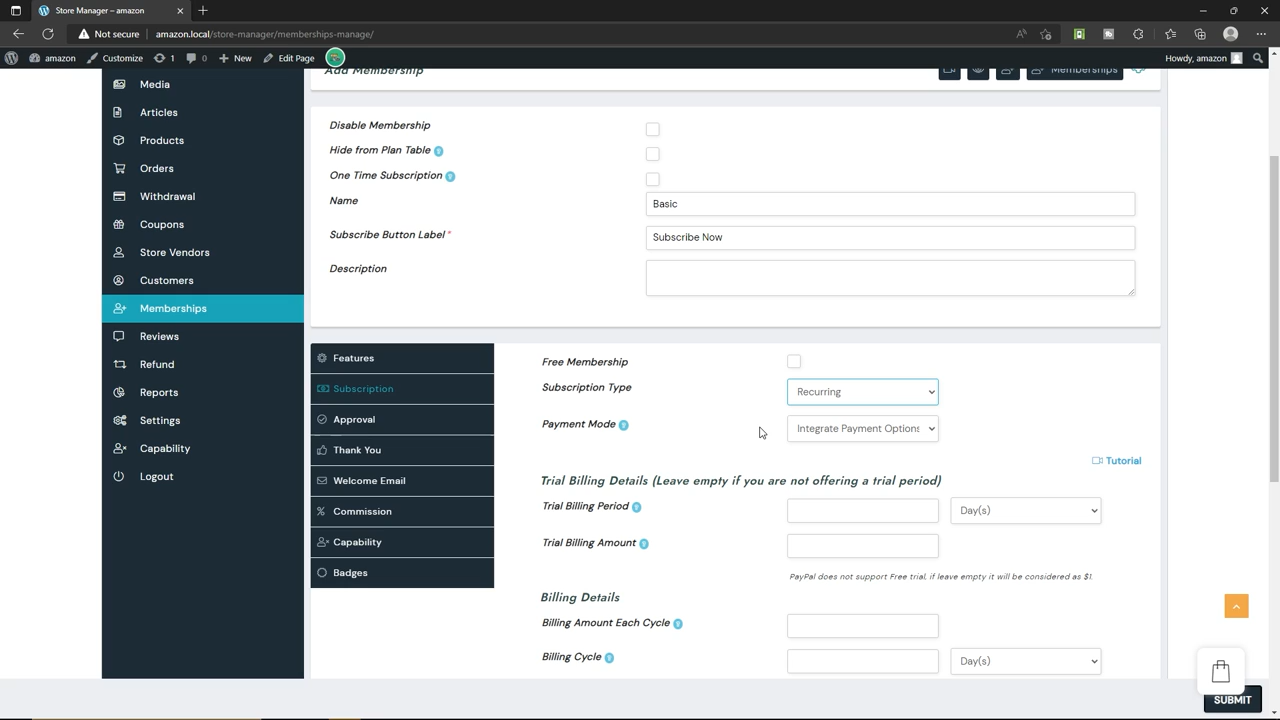 Store Manager – amazon
Not secure
amazon.local/store-manager/memberships-manage/
amazon
Customize
1
0
New
Edit Page
Howdy, amazon
Add Membership
Memberships
Media
Articles
Products
Orders
Withdrawal
Coupons
Store Vendors
Customers
Memberships
Reviews
Refund
Reports
Settings
Capability
Logout
Disable Membership
Hide from Plan Table
One Time Subscription
Name
Basic
Subscribe Button Label*
Subscribe Now
Description
Features
Subscription
Approval
Thank You
Welcome Email
Commission
Capability
Badges
Free Membership
Subscription Type
Recurring
Payment Mode
Integrate Payment Options
Tutorial
Trial Billing Details (Leave empty if you are not offering a trial period)
Trial Billing Period
Day(s)
Trial Billing Amount
PayPal does not support Free trial, if leave empty it will be considered as $1.
Billing Details
Billing Amount Each Cycle
Billing Cycle
Day(s)
SUBMIT